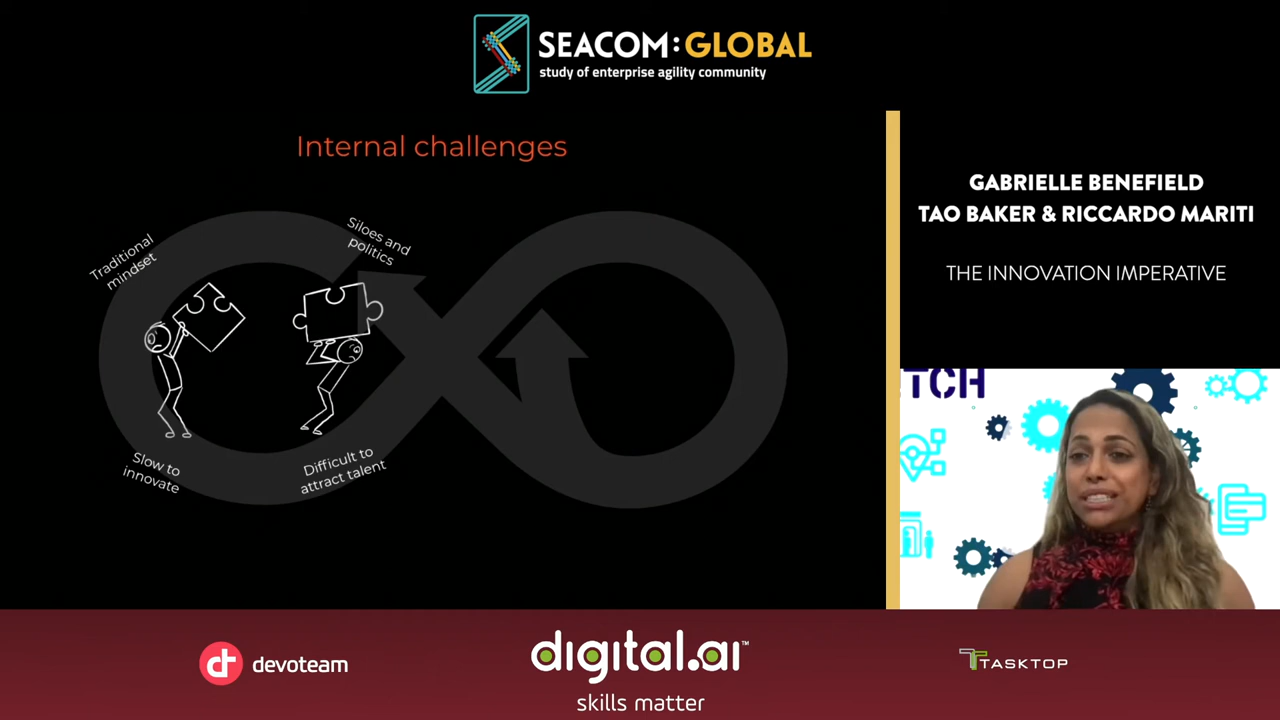 SEACOM:GLOBAL
study of enterprise agility community
Internal challenges
Traditional
mindset
Siloes and
politics
Slow to
innovate
Difficult to
attract talent
GABRIELLE BENEFIELD
TAO BAKER & RICCARDO MARITI
THE INNOVATION IMPERATIVE
TCH
devoteam
digital.ai™
skills matter
TASKTOP